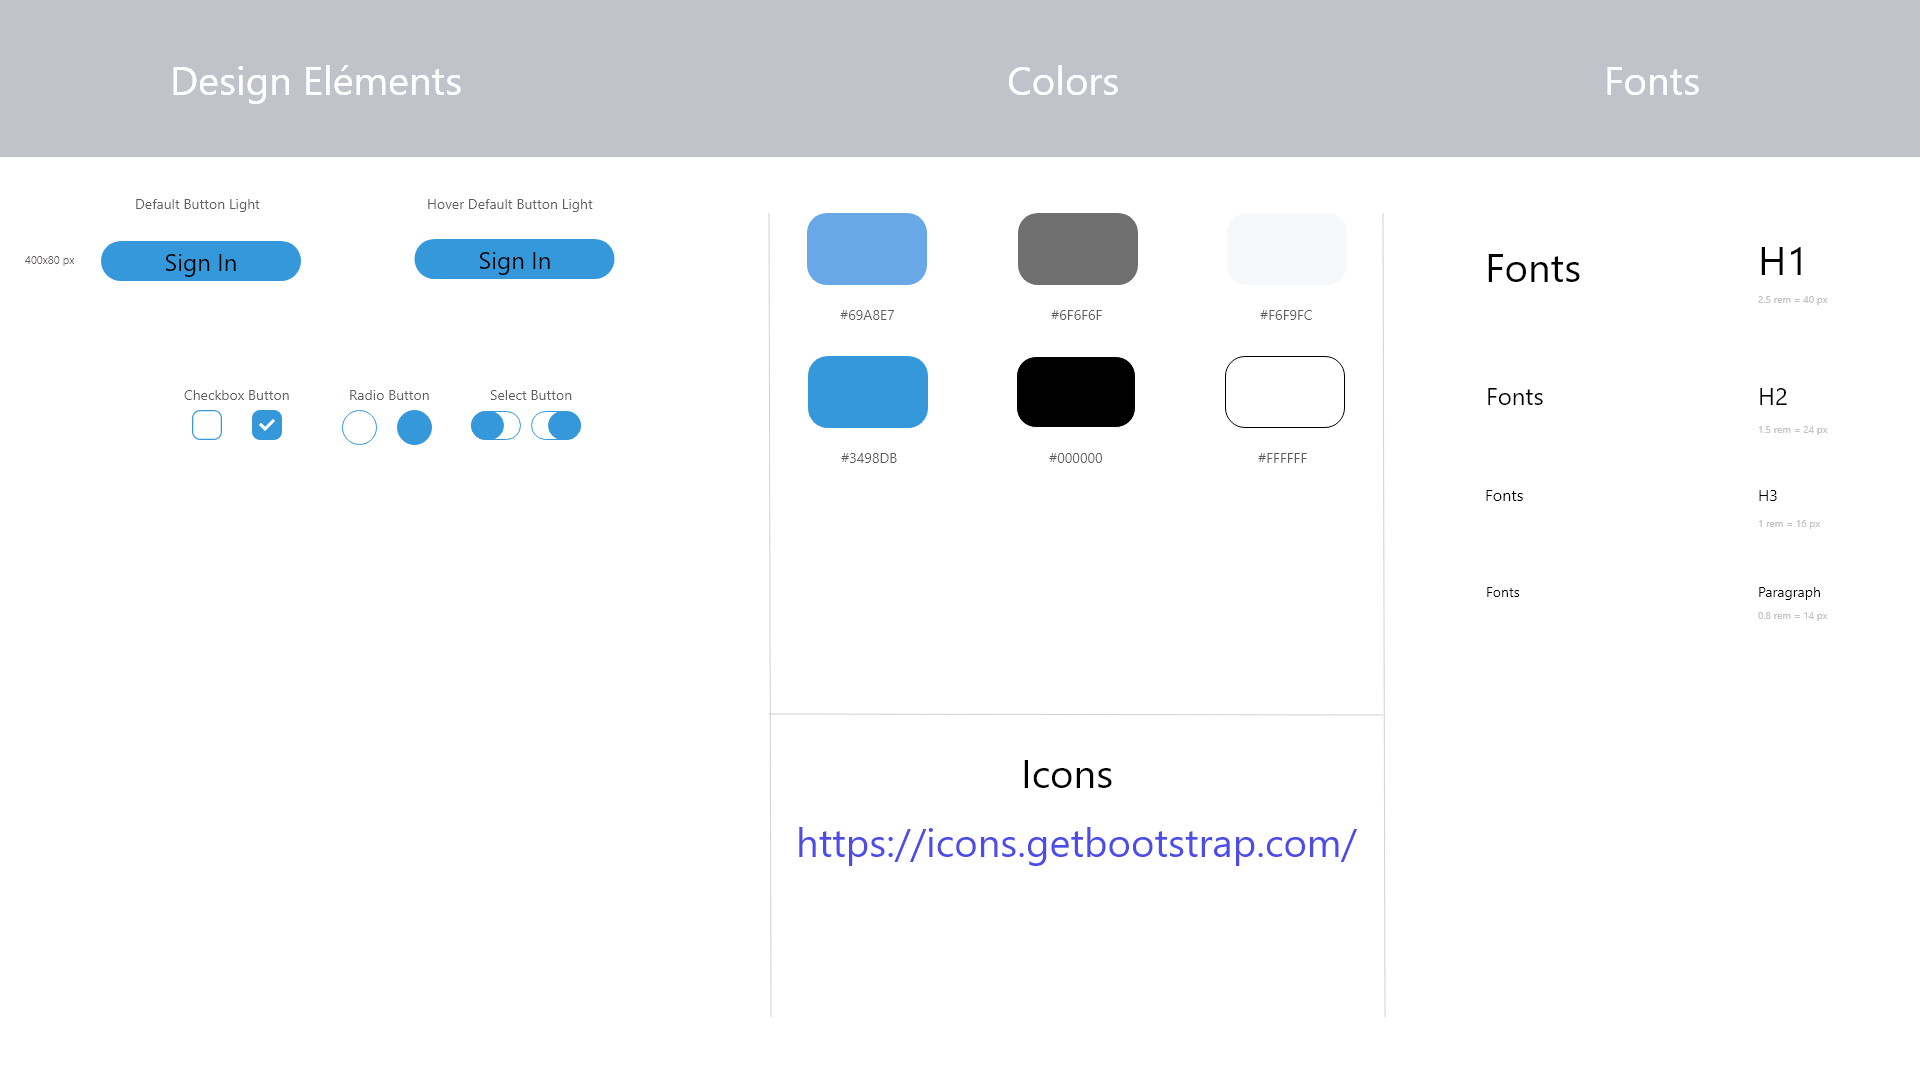 Design Eléments
Colors
Fonts
Default Button Light
Hover Default Button Light
400x80 px
Sign In
Sign In
Checkbox Button
Radio Button
Select Button
#69A8E7
#6F6F6F
#F6F9FC
#3498DB
#000000
#FFFFFF
Icons
https://icons.getbootstrap.com/
Fonts
H1
2.5 rem = 40 px
Fonts
H2
1.5 rem = 24 px
Fonts
H3
1 rem = 16 px
Fonts
Paragraph
0.8 rem = 14 px